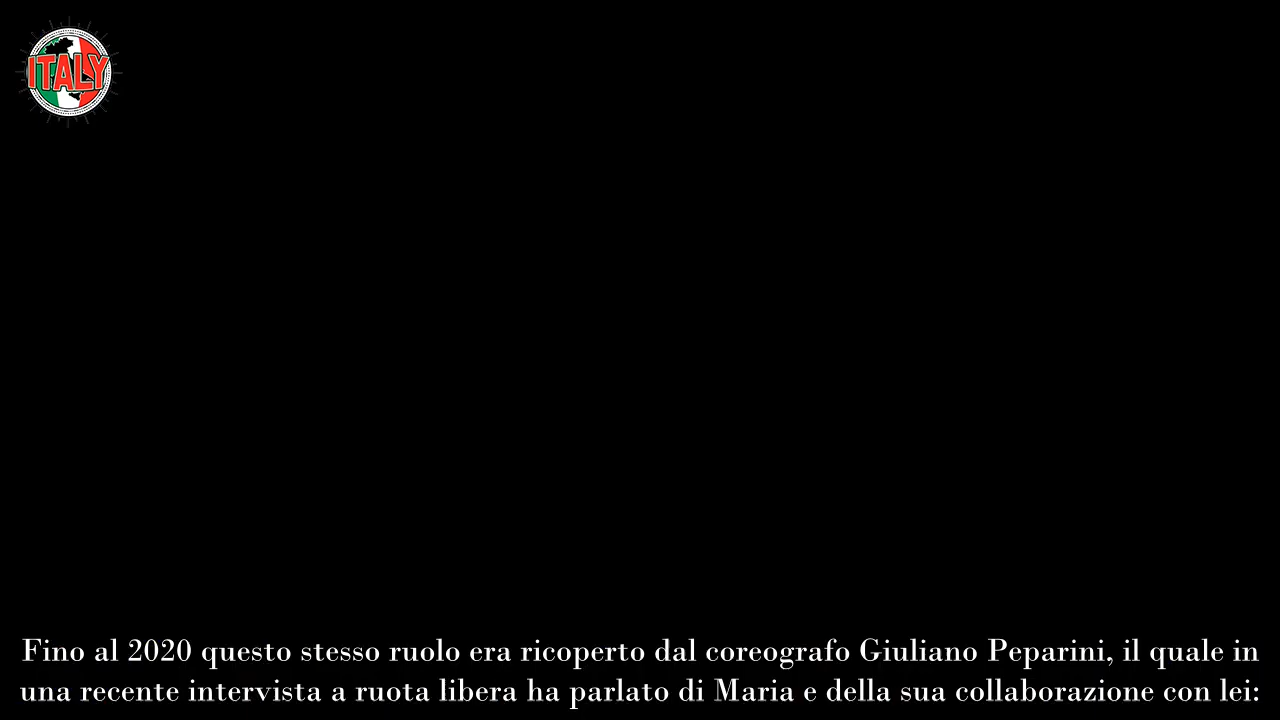 ITALY
Fino al 2020 questo stesso ruolo era ricoperto dal coreografo Giuliano Peparini, il quale in
una recente intervista a ruota libera ha parlato di Maria e della sua collaborazione con lei: